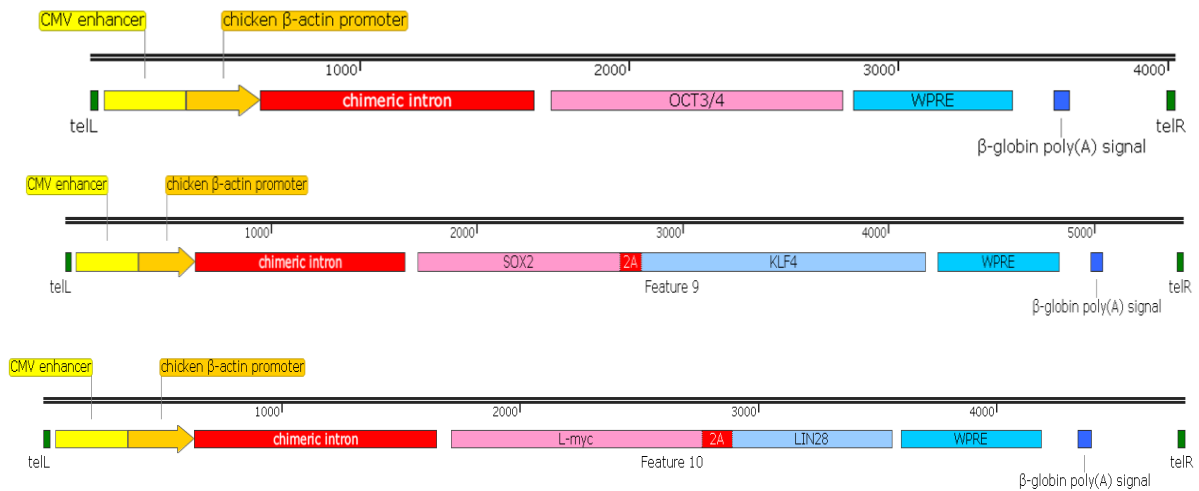 CMV enhancer chicken β-actin promoter
1000 2000 3000 4000
chimeric intron OCT3/4 WPRE
telL β-globin poly(A) signal telR
CMV enhancer chicken β-actin promoter
1000 2000 3000 4000 5000
chimeric intron SOX2 2A KLF4 WPRE
telL Feature 9 telR
β-globin poly(A) signal
CMV enhancer chicken β-actin promoter
1000 2000 3000 4000
chimeric intron L-myc 2A LIN28 WPRE
telL Feature 10 telR
β-globin poly(A) signal